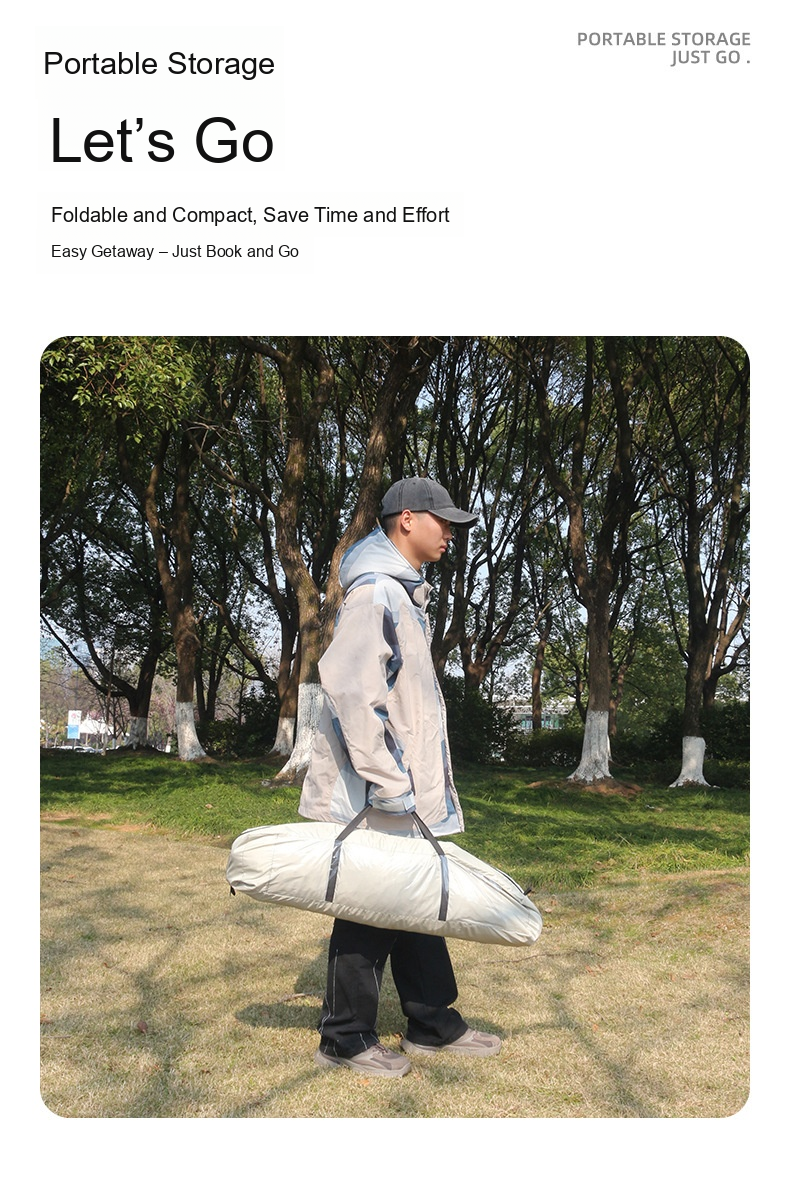 Portable Storage
PORTABLE STORAGE
JUST GO .
Let’s Go
Foldable and Compact, Save Time and Effort
Easy Getaway – Just Book and Go